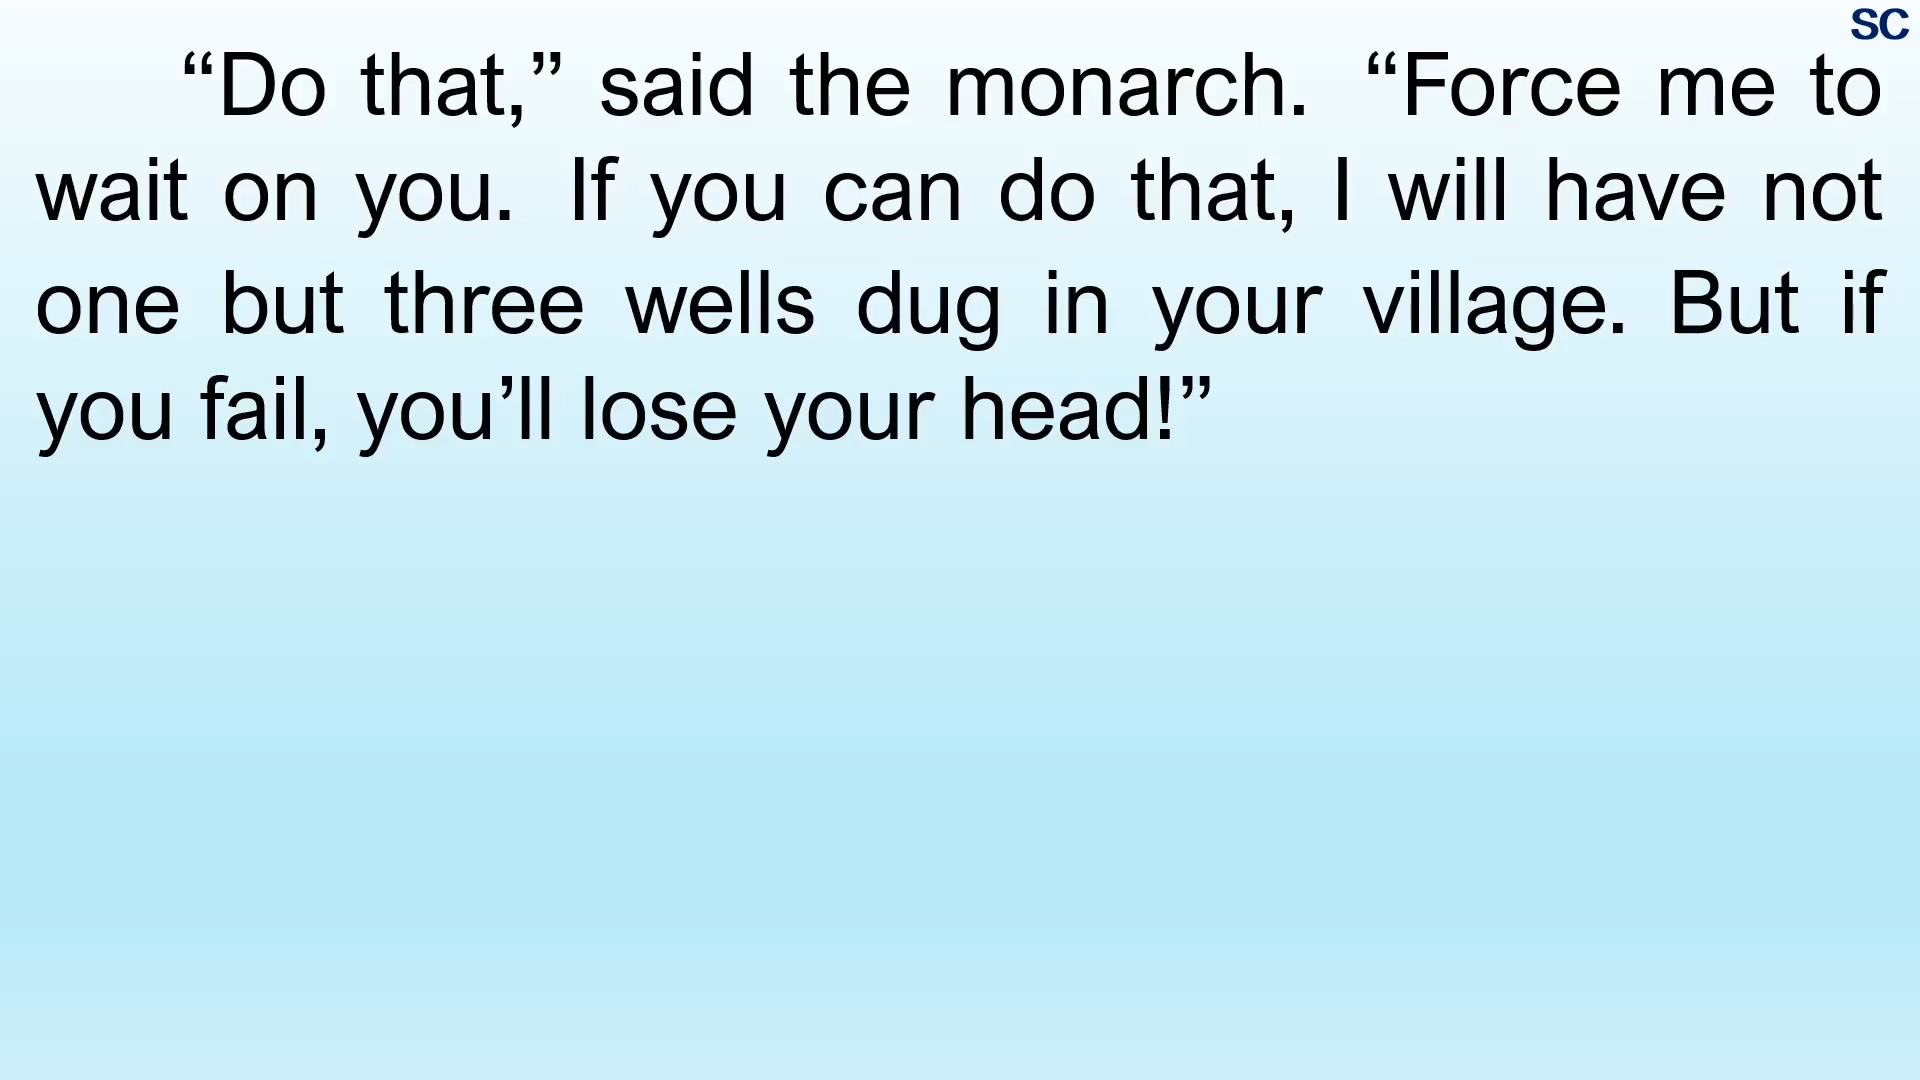 SC
“Do that,” said the monarch. “Force me to
wait on you. If you can do that, I will have not
one but three wells dug in your village. But if
you fail, you’ll lose your head!”